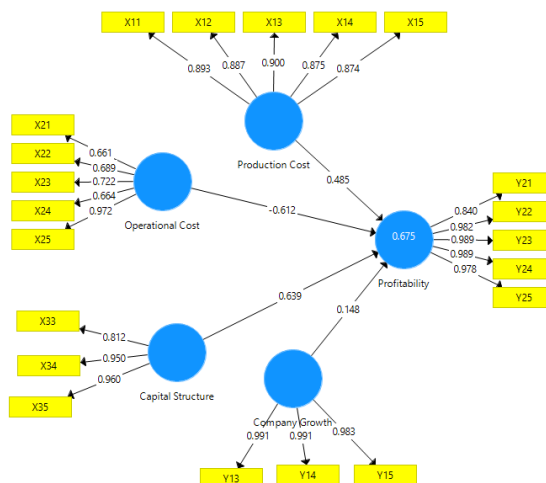 X11
X12
X13
X14
X15
0.893
0.887
0.900
0.875
0.874
Production Cost
X21
X22
X23
X24
X25
0.661
0.689
0.722
0.664
0.972
Operational Cost
0.485
-0.612
0.675
Profitability
0.840
0.982
0.989
0.989
0.978
Y21
Y22
Y23
Y24
Y25
0.639
0.148
X33
X34
X35
0.812
0.950
0.960
Capital Structure
Company Growth
0.991
0.991
0.983
Y13
Y14
Y15